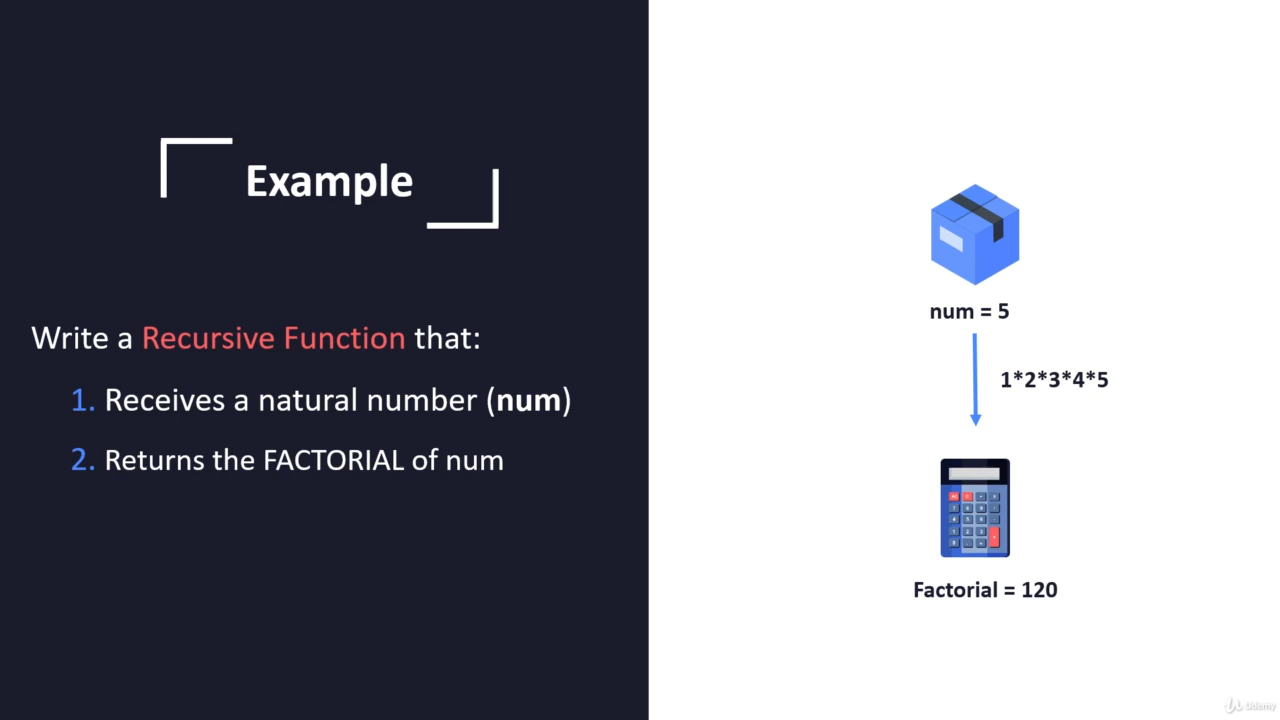 Example
Write a Recursive Function that:
1. Receives a natural number (num)
2. Returns the FACTORIAL of num
num = 5
1*2*3*4*5
Factorial = 120
Udemy